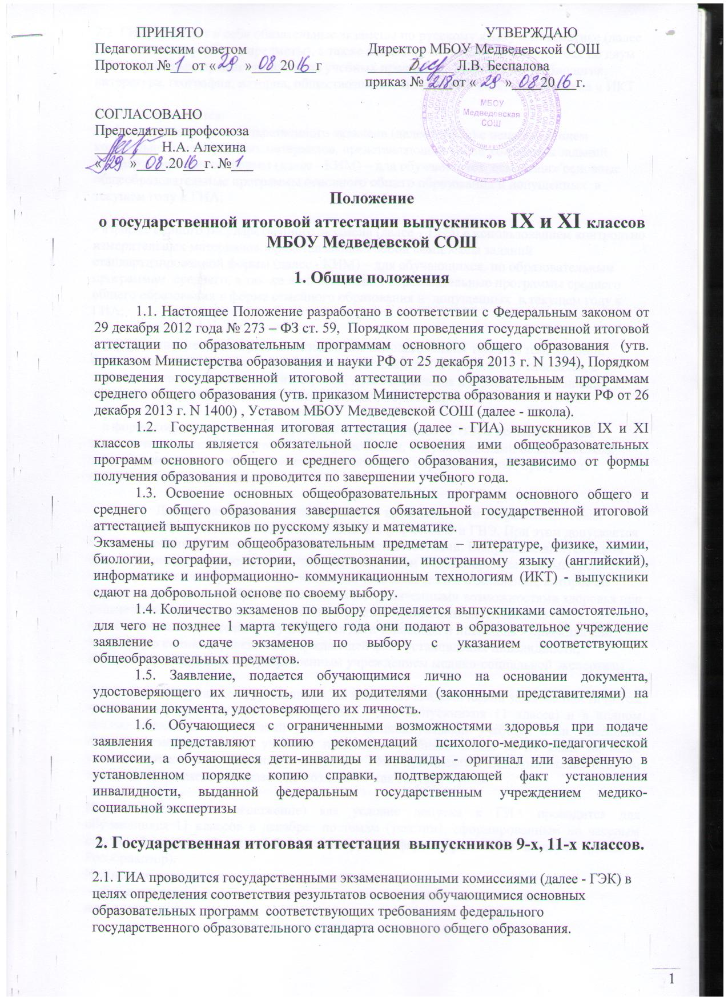 ПРИНЯТО
Педагогическим советом
Протокол № 1 от « 29 » 08 2016 г
УТВЕРЖДАЮ
Директор МБОУ Медведевской СОШ
Л.В. Беспалова
приказ № 218 от « 29 » 08 2016 г.
МБОУ
Медведевская
СОШ
СОГЛАСОВАНО
Председатель профсоюза
Н.А. Алехина
« 29 » 08 .2016 г. № 1
Положение
о государственной итоговой аттестации выпускников IX и XI классов
МБОУ Медведевской СОШ
1. Общие положения
1.1. Настоящее Положение разработано в соответствии с Федеральным законом от
29 декабря 2012 года № 273 – ФЗ ст. 59, Порядком проведения государственной итоговой
аттестации по образовательным программам основного общего образования (утв.
приказом Министерства образования и науки РФ от 25 декабря 2013 г. N 1394), Порядком
проведения государственной итоговой аттестации по образовательным программам
среднего общего образования (утв. приказом Министерства образования и науки РФ от 26
декабря 2013 г. N 1400) , Уставом МБОУ Медведевской СОШ (далее - школа).
1.2. Государственная итоговая аттестация (далее - ГИА) выпускников IX и XI
классов школы является обязательной после освоения ими общеобразовательных
программ основного общего и среднего общего образования, независимо от формы
получения образования и проводится по завершении учебного года.
1.3. Освоение основных общеобразовательных программ основного общего и
среднего общего образования завершается обязательной государственной итоговой
аттестацией выпускников по русскому языку и математике.
Экзамены по другим общеобразовательным предметам – литературе, физике, химии,
биологии, географии, истории, обществознании, иностранному языку (английский),
информатике и информационно- коммуникационным технологиям (ИКТ) - выпускники
сдают на добровольной основе по своему выбору.
1.4. Количество экзаменов по выбору определяется выпускниками самостоятельно,
для чего не позднее 1 марта текущего года они подают в образовательное учреждение
заявление о сдаче экзаменов по выбору с указанием соответствующих
общеобразовательных предметов.
1.5. Заявление, подается обучающимися лично на основании документа,
удостоверяющего их личность, или их родителями (законными представителями) на
основании документа, удостоверяющего их личность.
1.6. Обучающиеся с ограниченными возможностями здоровья при подаче
заявления представляют копию рекомендаций психолого-медико-педагогической
комиссии, а обучающиеся дети-инвалиды и инвалиды - оригинал или заверенную в
установленном порядке копию справки, подтверждающей факт установления
инвалидности, выданной федеральным государственным учреждением медико-
социальной экспертизы
2. Государственная итоговая аттестация выпускников 9-х, 11-х классов.
2.1. ГИА проводится государственными экзаменационными комиссиями (далее - ГЭК) в
целях определения соответствия результатов освоения обучающимися основных
образовательных программ соответствующих требованиям федерального
государственного образовательного стандарта основного общего образования.
1